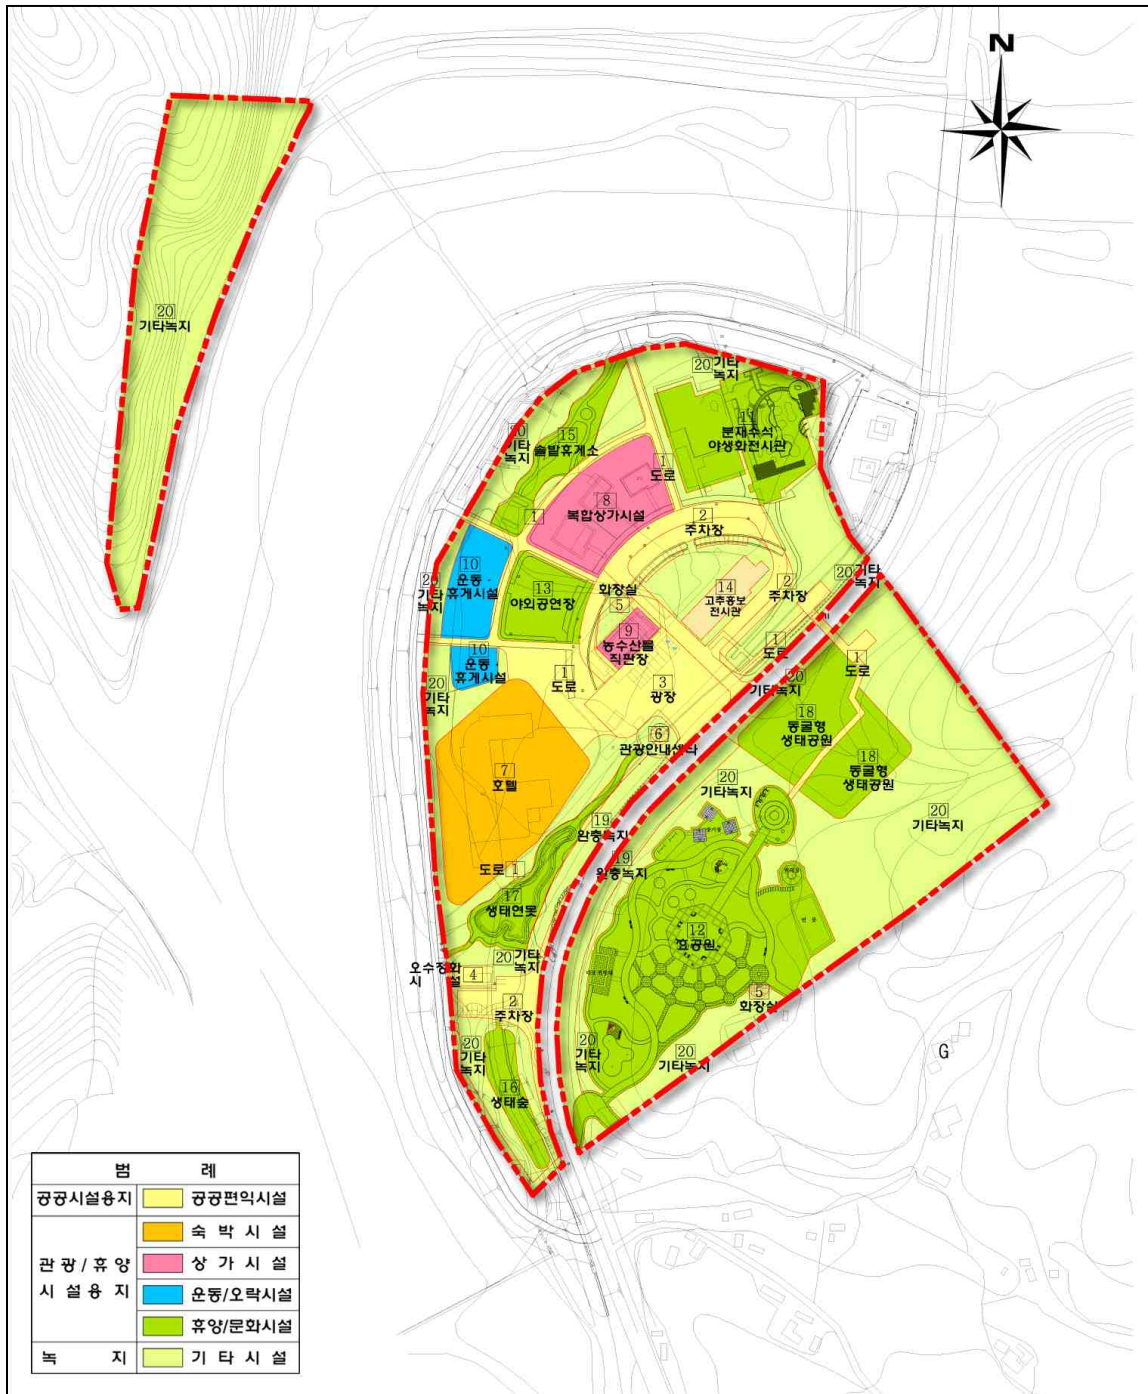 N
20
기타녹지
20 기타
녹지
11
분재수석
야생화전시관
15
솔밭휴게소
20
기타
녹지
1
도로
8
복합상가시설
1
2
주차장
10
운동·
휴게시설
20
기타
녹지
13
야외공연장
화장실
5
14
고추홍보
전시관
2
주차장
20 기타
녹지
9
농수산물
직판장
1
도로
1
도로
10
운동·
휴게시설
20
기타
녹지
1
도로
3
광장
20
기타녹지
18
동굴형
생태공원
6
관광안내센타
18
동굴형
생태공원
7
호텔
20
기타녹지
20
기타녹지
19
완충녹지
19
완충녹지
도로 1
17
생태연못
12
효공원
20 기타
녹지
오수정화
시 설
4
2
주차장
5
화장실
20
기타
녹지
20
기타
녹지
20
기타녹지
G
16
생태숲
범 례
공공시설용지 공공편익시설
관광/휴양
시설용지
숙박시설
상가시설
운동/오락시설
휴양/문화시설
녹 지 기타시설